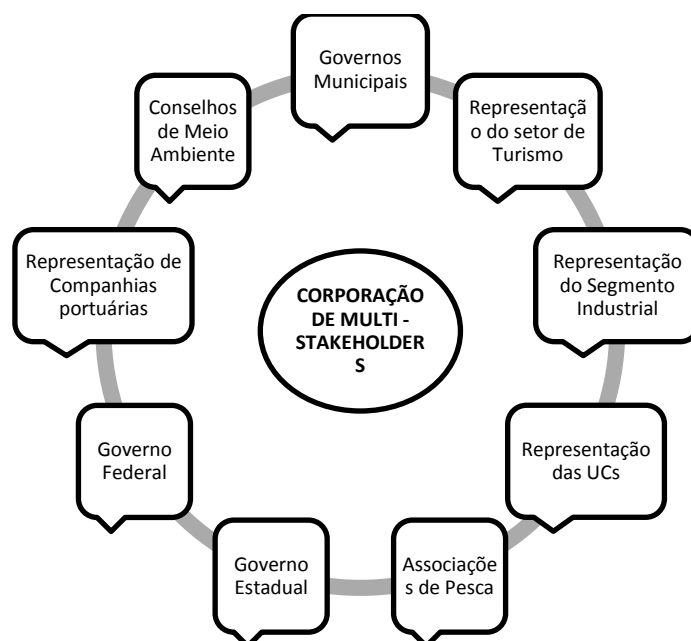 Governos
Municipais
Representaçã
o do setor de
Turismo
Representação
do Segmento
Industrial
Representação
das UCs
Associaçõe
s de Pesca
Governo
Estadual
Governo
Federal
Representação de
Companhias
portuárias
Conselhos
de Meio
Ambiente
CORPORAÇÃO
DE MULTI -
STAKEHOLDER
S